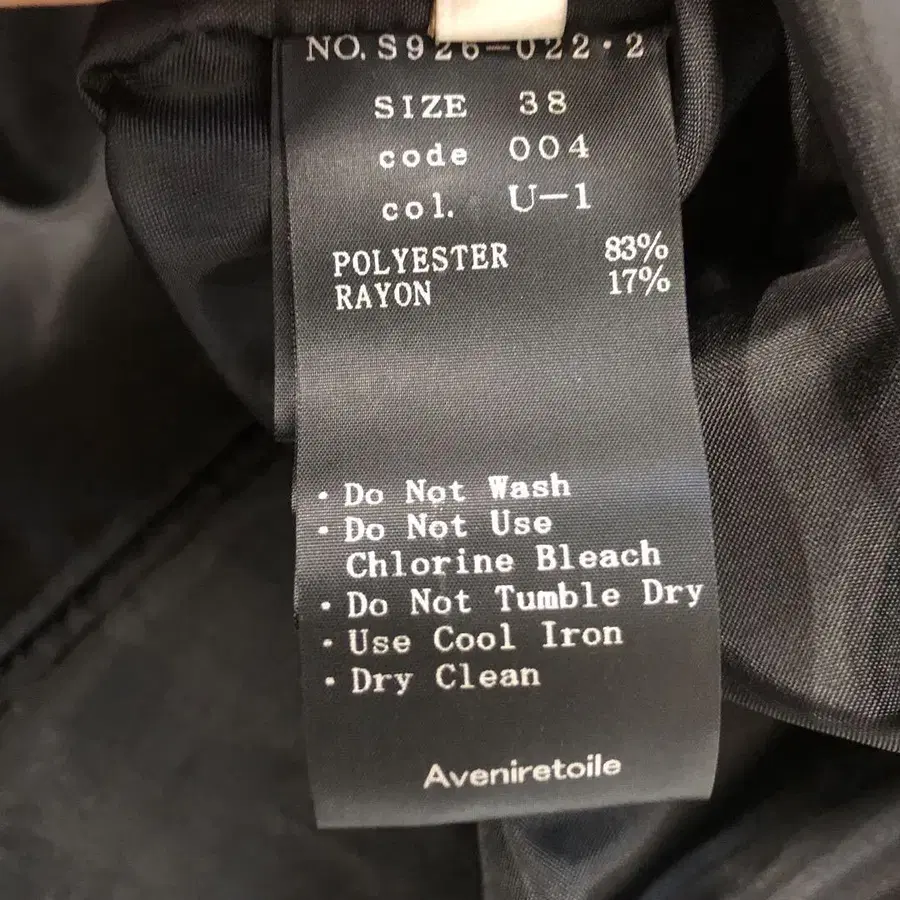 NO. S926-022・2
SIZE 38
code 004
col. U-1
POLYESTER 83%
RAYON 17%
・Do Not Wash
・Do Not Use
Chlorine Bleach
・Do Not Tumble Dry
・Use Cool Iron
・Dry Clean
Aveniretoile